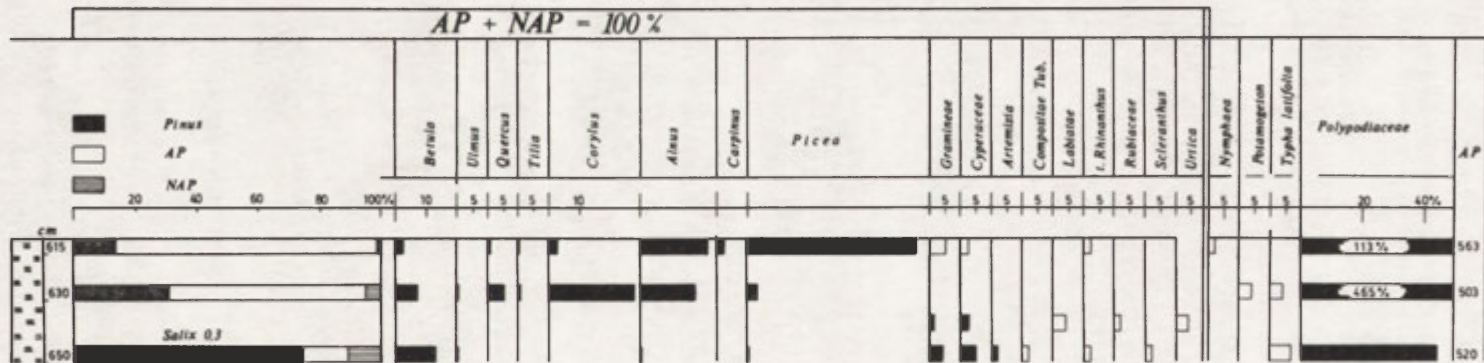 AP + NAP = 100 %
Pinus
AP
NAP
Betula
Ulmus
Quercus
Tilia
Corylus
Alnus
Carpinus
Picea
Gramineae
Cyperaceae
Artemizia
Compositae Tub.
Labiatae
t. Rhinanthus
Rubiaceae
Scleranthus
Urtica
Nymphaea
Potamogeton
Typha latifolia
Polypodiaceae
AP
20 40 60 80 100% 10 5 5 5 10 5 5 5 5 5 5 5 5 5 5 5 5 20 40%
cm
615 113 % 563
630 465 % 503
Salix 0,3
650 520